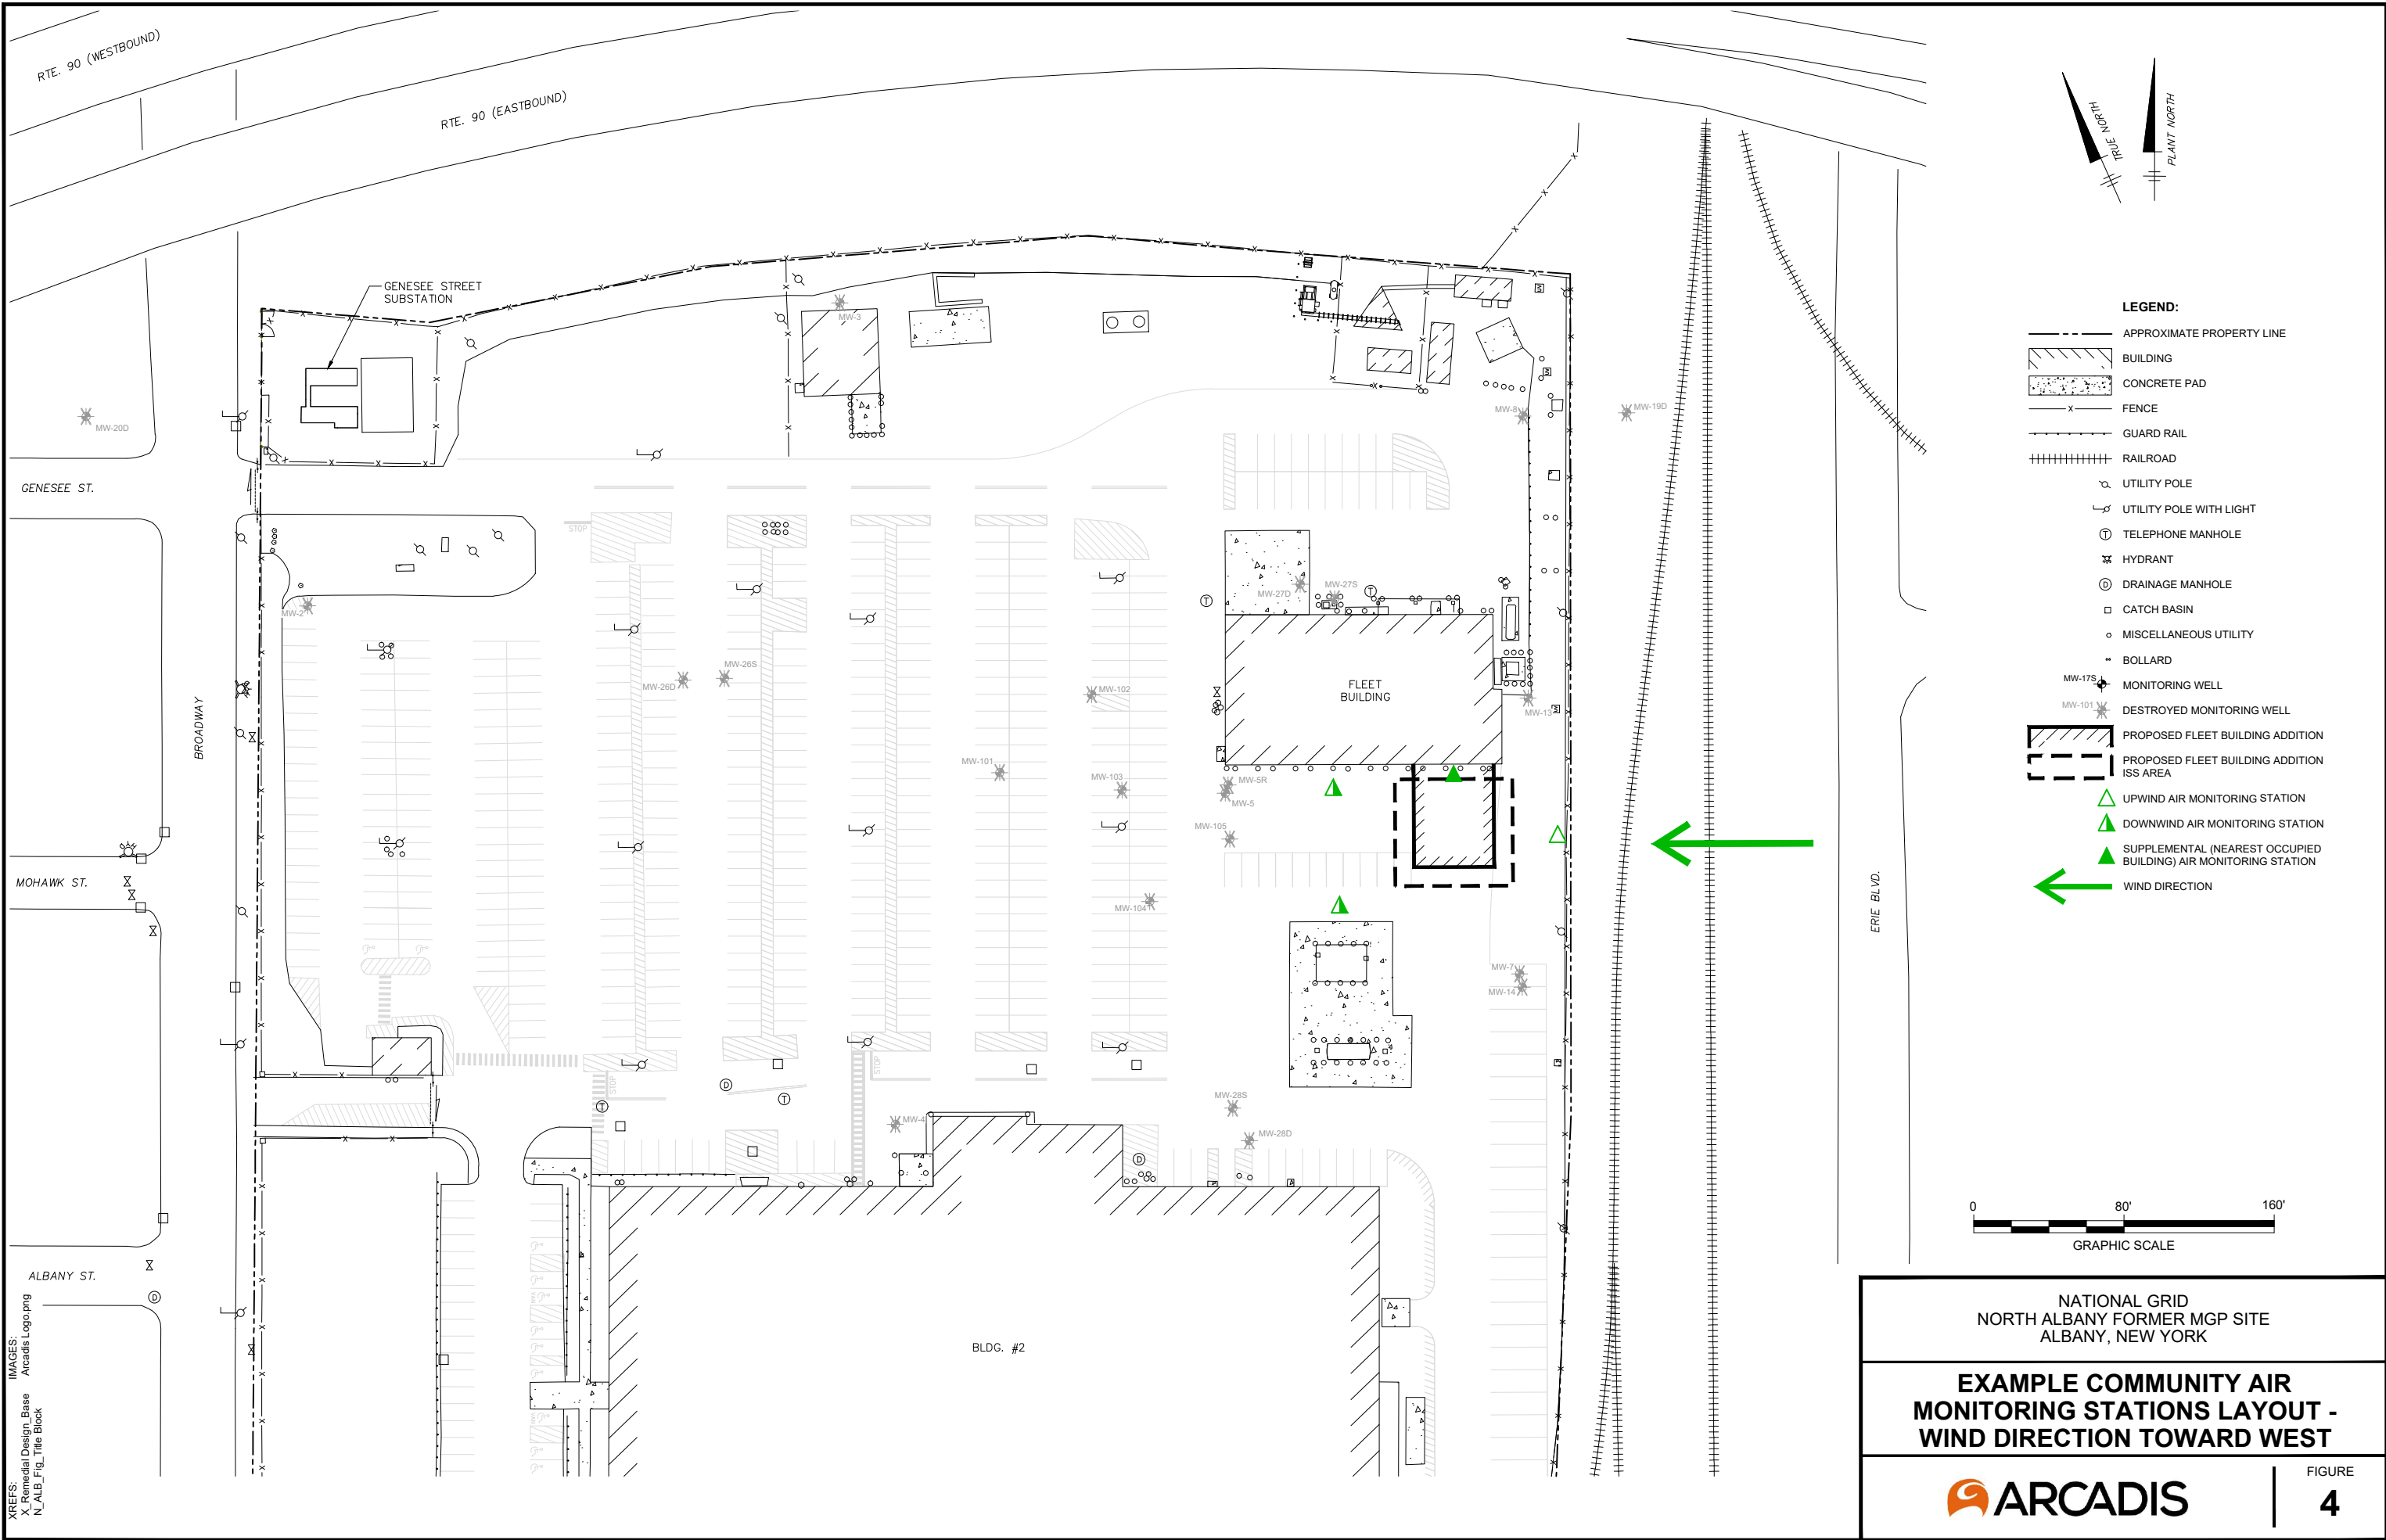 RTE. 90 (WESTBOUND)
RTE. 90 (EASTBOUND)
TRUE NORTH
PLANT NORTH
GENESEE STREET
SUBSTATION
MW-3
MW-20D
MW-8
MW-19D
GENESEE ST.
STOP
MW-2
MW-27S
MW-27D
T
T
MW-26S
MW-26D
MW-102
FLEET
BUILDING
MW-13
BROADWAY
MW-101
MW-103
MW-5R
MW-5
MW-105
MOHAWK ST.
MW-104
ERIE BLVD.
MW-7
MW-14
STOP
STOP
D
T
T
MW-4
MW-28S
MW-28D
D
ALBANY ST.
D
BLDG. #2
LEGEND:
APPROXIMATE PROPERTY LINE
BUILDING
CONCRETE PAD
FENCE
GUARD RAIL
RAILROAD
UTILITY POLE
UTILITY POLE WITH LIGHT
T TELEPHONE MANHOLE
HYDRANT
D DRAINAGE MANHOLE
CATCH BASIN
MISCELLANEOUS UTILITY
BOLLARD
MW-17S MONITORING WELL
MW-101 DESTROYED MONITORING WELL
PROPOSED FLEET BUILDING ADDITION
PROPOSED FLEET BUILDING ADDITION
ISS AREA
UPWIND AIR MONITORING STATION
DOWNWIND AIR MONITORING STATION
SUPPLEMENTAL (NEAREST OCCUPIED
BUILDING) AIR MONITORING STATION
WIND DIRECTION
0 80' 160'
GRAPHIC SCALE
NATIONAL GRID
NORTH ALBANY FORMER MGP SITE
ALBANY, NEW YORK
EXAMPLE COMMUNITY AIR
MONITORING STATIONS LAYOUT -
WIND DIRECTION TOWARD WEST
ARCADIS
FIGURE
4
XREFS: IMAGES:
X_Remedial Design_Base Arcadis Logo.png
N_ALB_Fig_Title Block